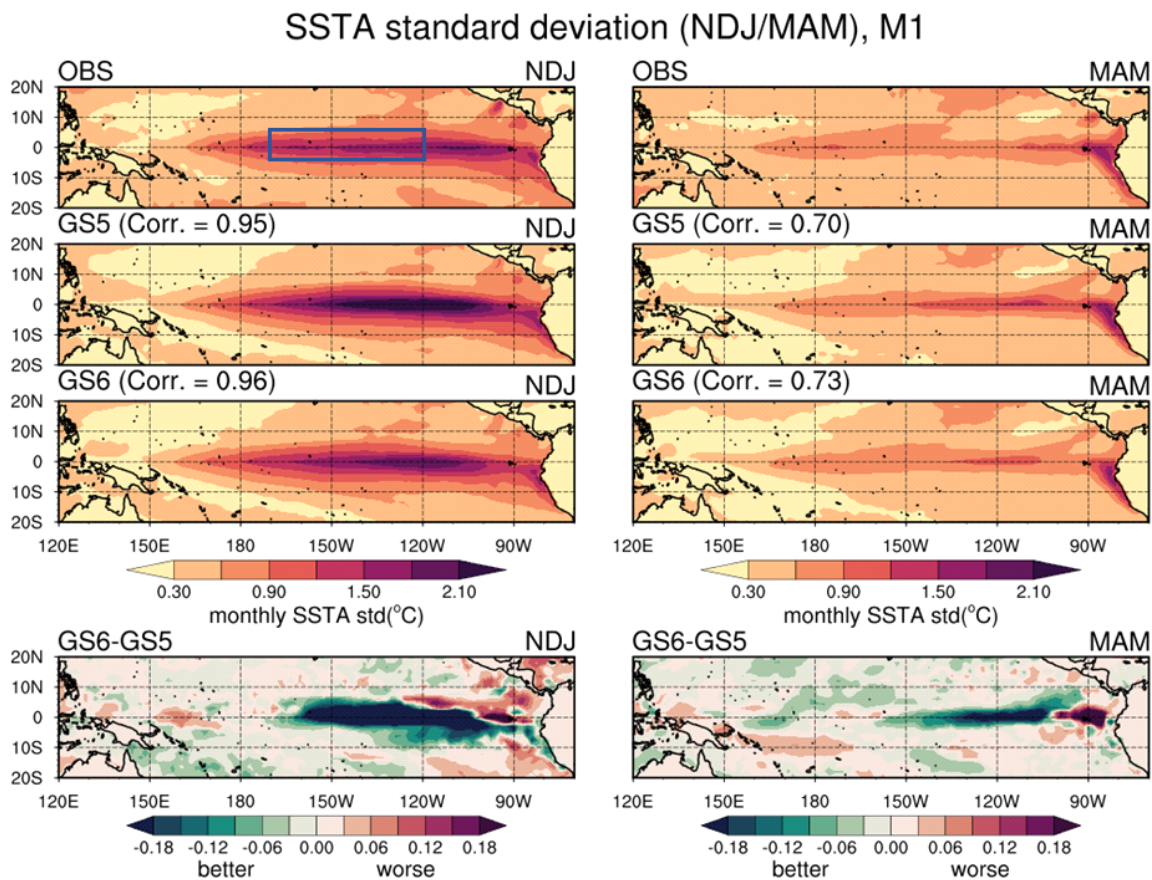 SSTA standard deviation (NDJ/MAM), M1
OBS NDJ
20N
10N
0
10S
20S
OBS MAM
GS5 (Corr. = 0.95) NDJ
20N
10N
0
10S
20S
GS5 (Corr. = 0.70) MAM
GS6 (Corr. = 0.96) NDJ
20N
10N
0
10S
20S
120E 150E 180 150W 120W 90W
0.30 0.90 1.50 2.10
monthly SSTA std(°C)
GS6 (Corr. = 0.73) MAM
120E 150E 180 150W 120W 90W
0.30 0.90 1.50 2.10
monthly SSTA std(°C)
GS6-GS5 NDJ
20N
10N
0
10S
20S
120E 150E 180 150W 120W 90W
-0.18 -0.12 -0.06 0.00 0.06 0.12 0.18
better worse
GS6-GS5 MAM
120E 150E 180 150W 120W 90W
-0.18 -0.12 -0.06 0.00 0.06 0.12 0.18
better worse